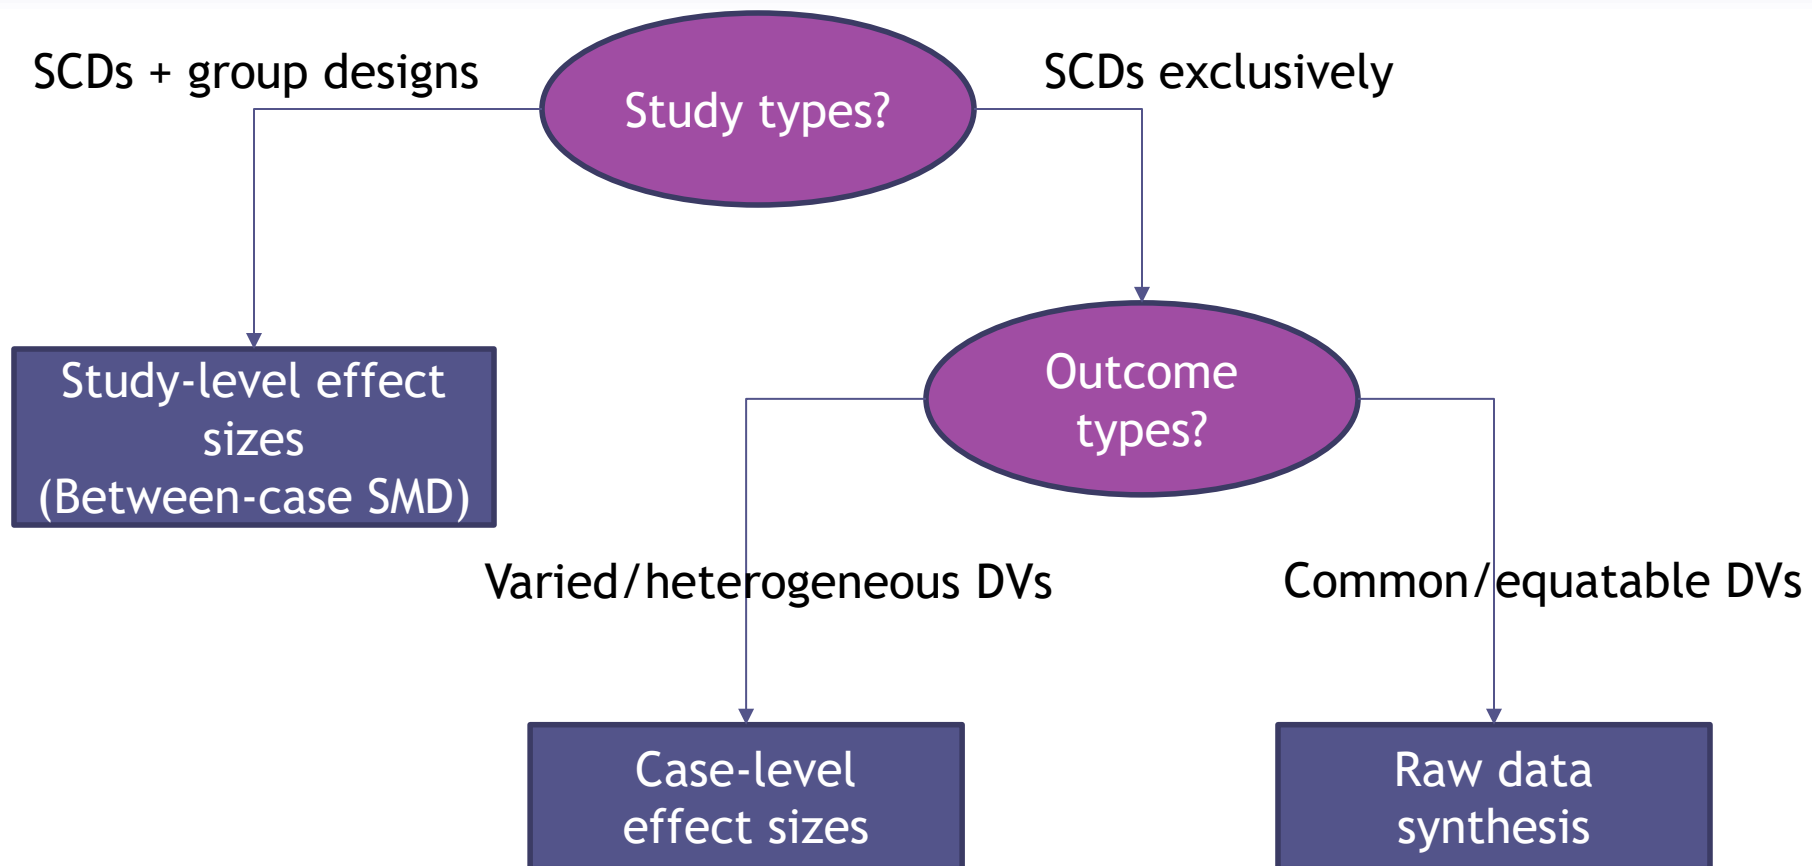 SCDs + group designs
Study types?
SCDs exclusively
Study-level effect
sizes
(Between-case SMD)
Outcome
types?
Varied/heterogeneous DVs
Common/equatable DVs
Case-level
effect sizes
Raw data
synthesis